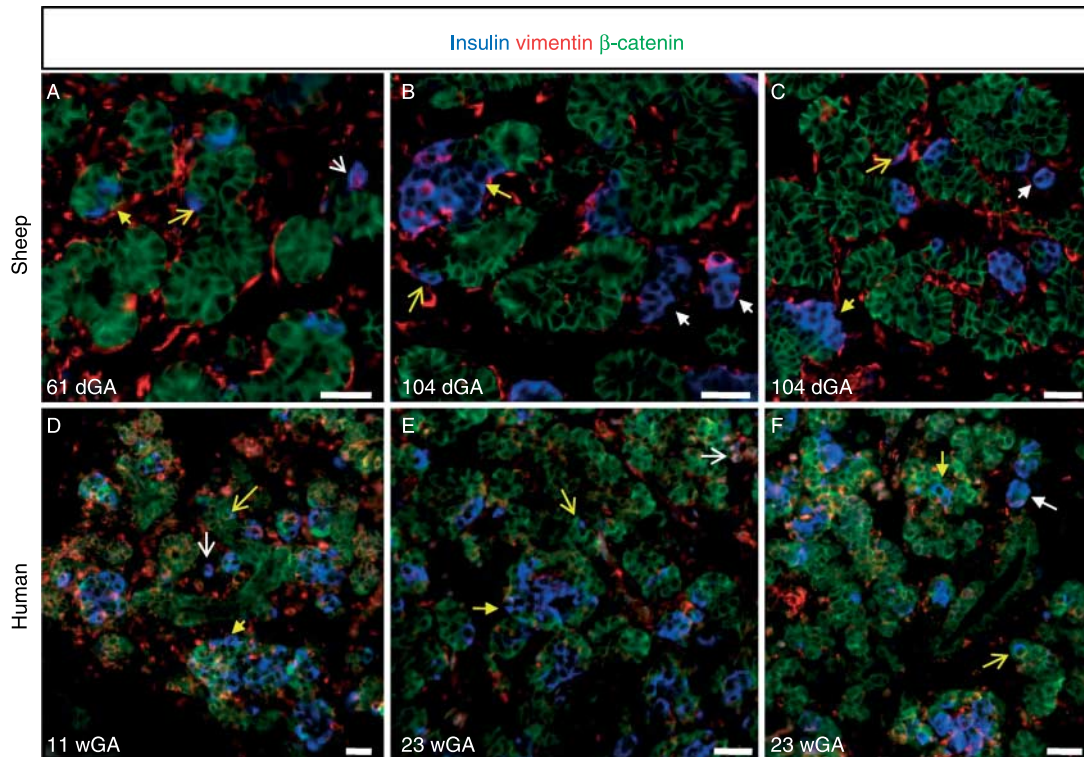 Insulin vimentin β-catenin
A
B
C
Sheep
61 dGA
104 dGA
104 dGA
D
E
F
Human
11 wGA
23 wGA
23 wGA